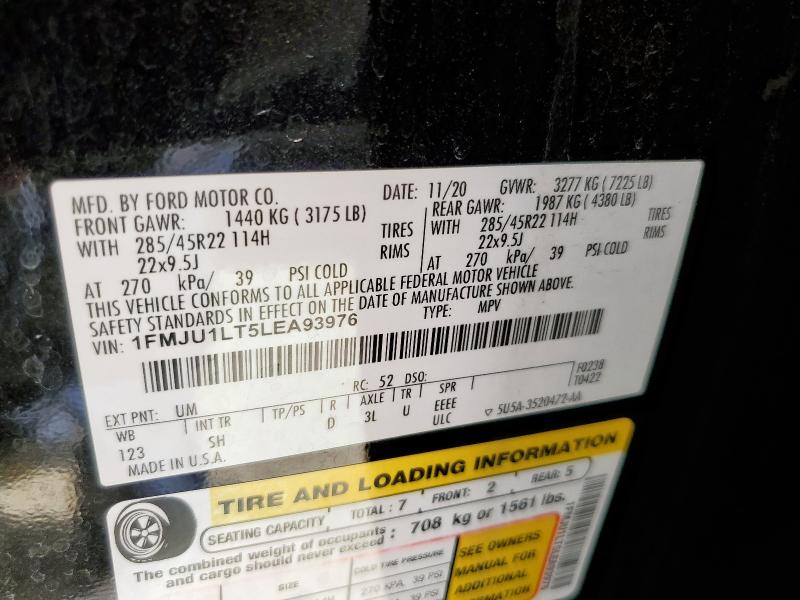 MFD. BY FORD MOTOR CO. DATE: 11/20 GVWR: 3277 KG ( 7225 LB)
FRONT GAWR: 1440 KG ( 3175 LB) REAR GAWR: 1987 KG ( 4380 LB)
WITH 285/45R22 114H TIRES WITH 285/45R22 114H TIRES
22x9.5J RIMS 22x9.5J RIMS
AT 270 kPa/ 39 PSI COLD AT 270 kPa/ 39 PSI COLD
THIS VEHICLE CONFORMS TO ALL APPLICABLE FEDERAL MOTOR VEHICLE
SAFETY STANDARDS IN EFFECT ON THE DATE OF MANUFACTURE SHOWN ABOVE.
VIN: 1FMJU1LT5LEA93976 TYPE: MPV
F0238
T0422
EXT PNT: UM RC: 52 DSO:
WB INT TR TP/PS R AXLE TR SPR
123 SH D 3L U EEEE
ULC
MADE IN U.S.A. 5U5A-3520472-AA
TIRE AND LOADING INFORMATION
SEATING CAPACITY TOTAL : 7 FRONT: 2 REAR: 5
The combined weight of occupants
and cargo should never exceed : 708 kg or 1561 lbs.
SIZE COLD TIRE PRESSURE
270 KPA, 39 PSI
SEE OWNERS
MANUAL FOR
ADDITIONAL
INFORMATION